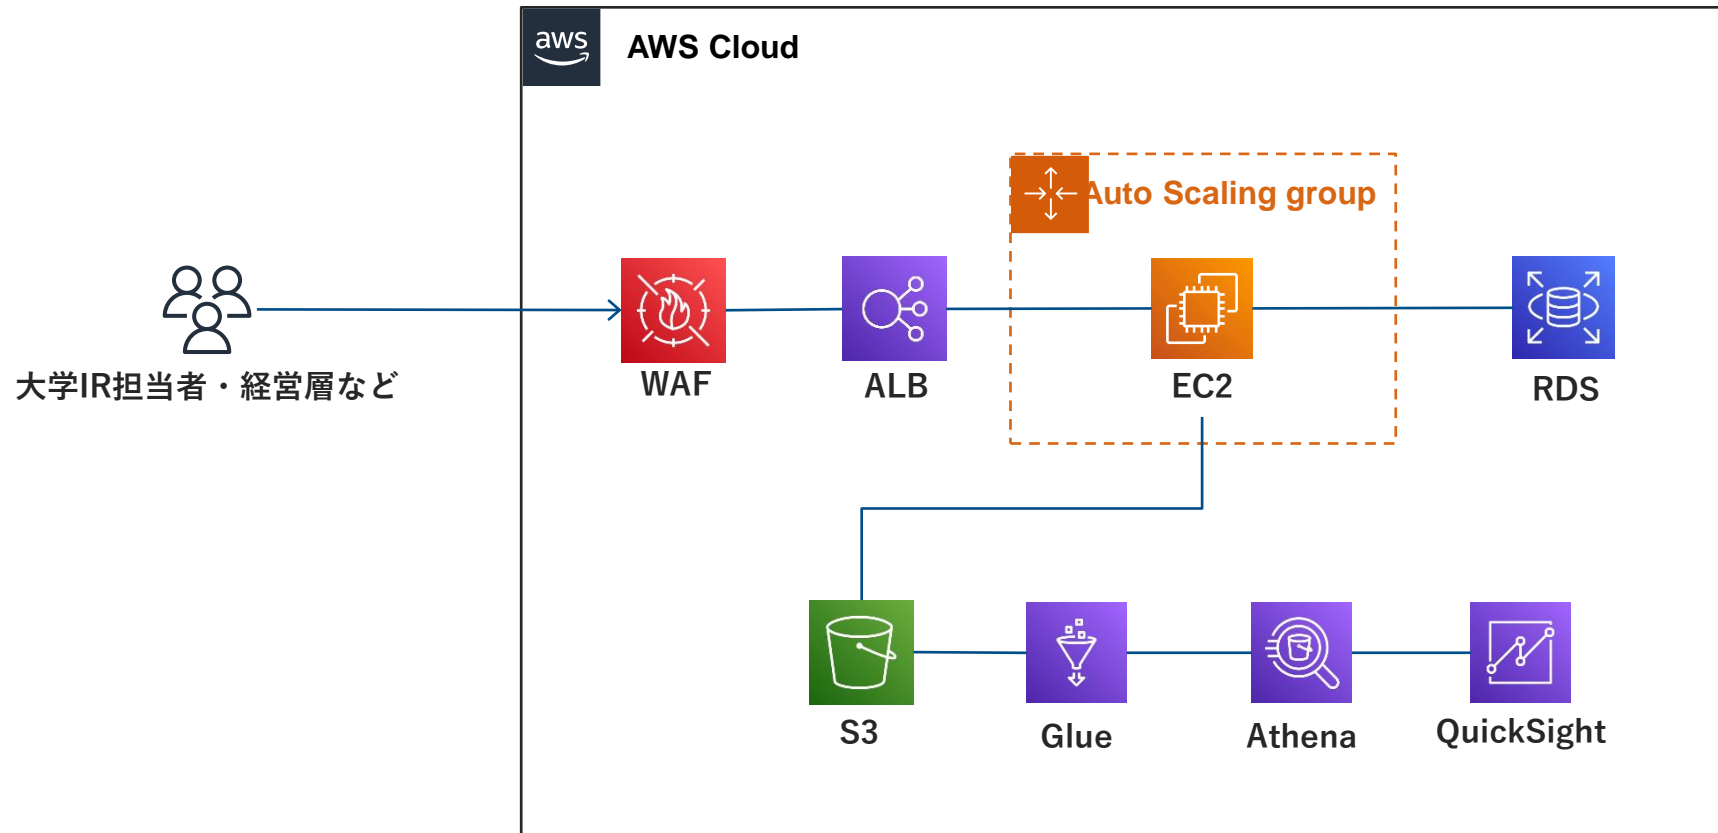 aws
AWS Cloud
Auto Scaling group
大学IR担当者・経営層など
WAF
ALB
EC2
RDS
S3
Glue
Athena
QuickSight